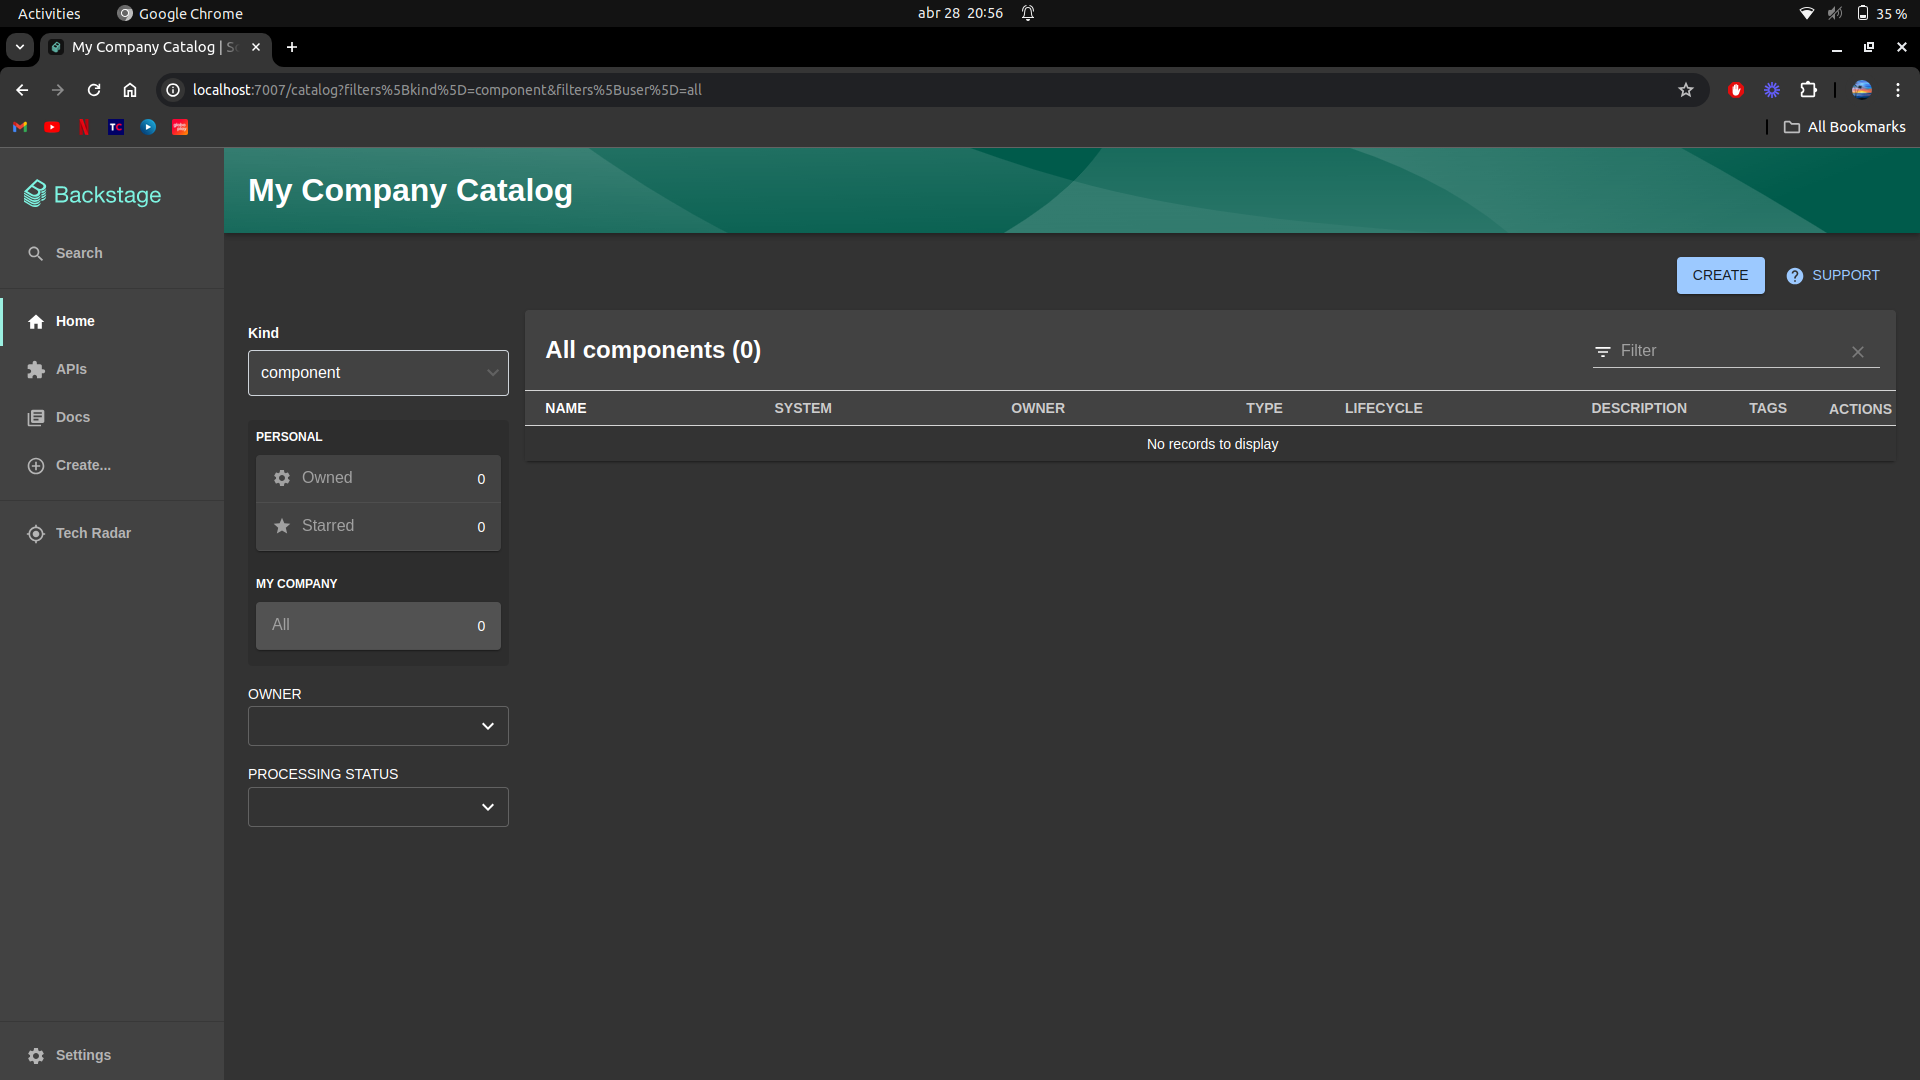 Activities
Google Chrome
abr 28 20:56
35 %
My Company Catalog | S
localhost:7007/catalog?filters%5Bkind%5D=component&filters%5Buser%5D=all
TC
All Bookmarks
Backstage
Search
Home
APIs
Docs
Create...
Tech Radar
Settings
My Company Catalog
CREATE
SUPPORT
Kind
component
PERSONAL
Owned 0
Starred 0
MY COMPANY
All 0
OWNER
PROCESSING STATUS
All components (0)
Filter
NAME SYSTEM OWNER TYPE LIFECYCLE DESCRIPTION TAGS ACTIONS
No records to display